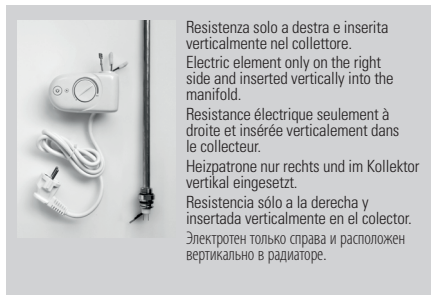 Resistenza solo a destra e inserita
verticalmente nel collettore.
Electric element only on the right
side and inserted vertically into the
manifold.
Resistance électrique seulement à
droite et insérée verticalement dans
le collecteur.
Heizpatrone nur rechts und im Kollektor
vertikal eingesetzt.
Resistencia sólo a la derecha y
insertada verticalmente en el colector.
Электротен только справа и расположен
вертикально в радиаторе.